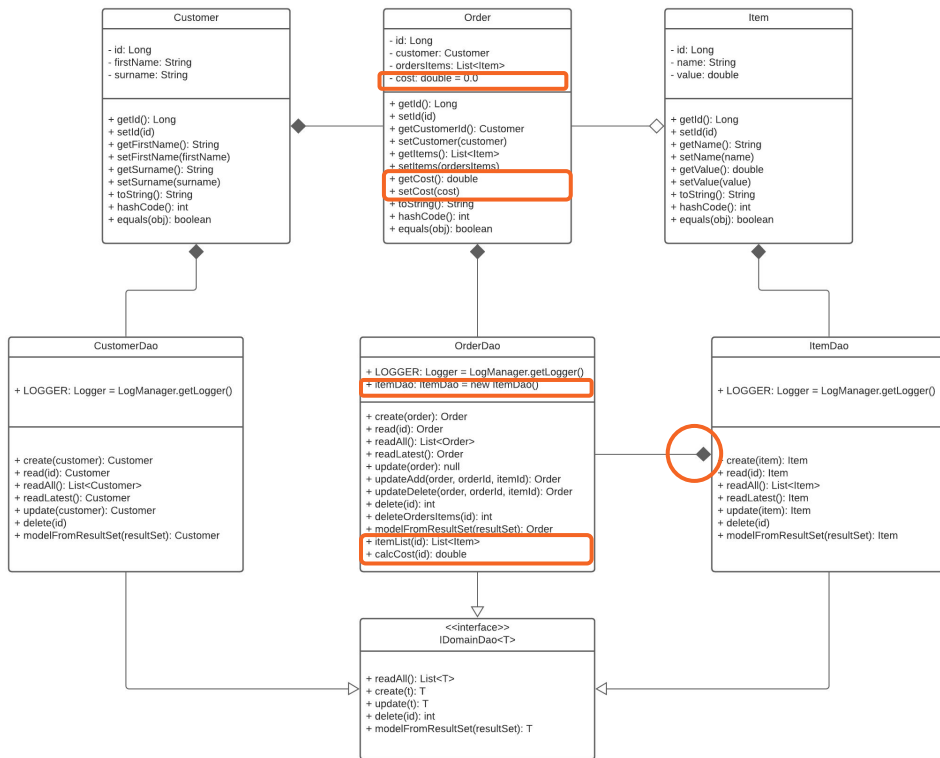 Customer
- id: Long
- firstName: String
- surname: String
+ getId(): Long
+ setId(id)
+ getFirstName(): String
+ setFirstName(firstName)
+ getSurname(): String
+ setSurname(surname)
+ toString(): String
+ hashCode(): int
+ equals(obj): boolean
Order
- id: Long
- customer: Customer
- ordersItems: List<Item>
- cost: double = 0.0
+ getId(): Long
+ setId(id)
+ getCustomerId(): Customer
+ setCustomer(customer)
+ getItems(): List<Item>
+ setItems(ordersItems)
+ getCost(): double
+ setCost(cost)
+ toString(): String
+ hashCode(): int
+ equals(obj): boolean
Item
- id: Long
- name: String
- value: double
+ getId(): Long
+ setId(id)
+ getName(): String
+ setName(name)
+ getValue(): double
+ setValue(value)
+ toString(): String
+ hashCode(): int
+ equals(obj): boolean
CustomerDao
+ LOGGER: Logger = LogManager.getLogger()
+ create(customer): Customer
+ read(id): Customer
+ readAll(): List<Customer>
+ readLatest(): Customer
+ update(customer): Customer
+ delete(id)
+ modelFromResultSet(resultSet): Customer
OrderDao
+ LOGGER: Logger = LogManager.getLogger()
+ itemDao: ItemDao = new ItemDao()
+ create(order): Order
+ read(id): Order
+ readAll(): List<Order>
+ readLatest(): Order
+ update(order): null
+ updateAdd(order, orderId, itemId): Order
+ updateDelete(order, orderId, itemId): Order
+ delete(id): int
+ deleteOrdersItems(id): int
+ modelFromResultSet(resultSet): Order
+ itemList(id): List<Item>
+ calcCost(id): double
ItemDao
+ LOGGER: Logger = LogManager.getLogger()
+ create(item): Item
+ read(id): Item
+ readAll(): List<Item>
+ readLatest(): Item
+ update(item): Item
+ delete(id)
+ modelFromResultSet(resultSet): Item
<<interface>>
IDomainDao<T>
+ readAll(): List<T>
+ create(t): T
+ update(t): T
+ delete(id): int
+ modelFromResultSet(resultSet): T